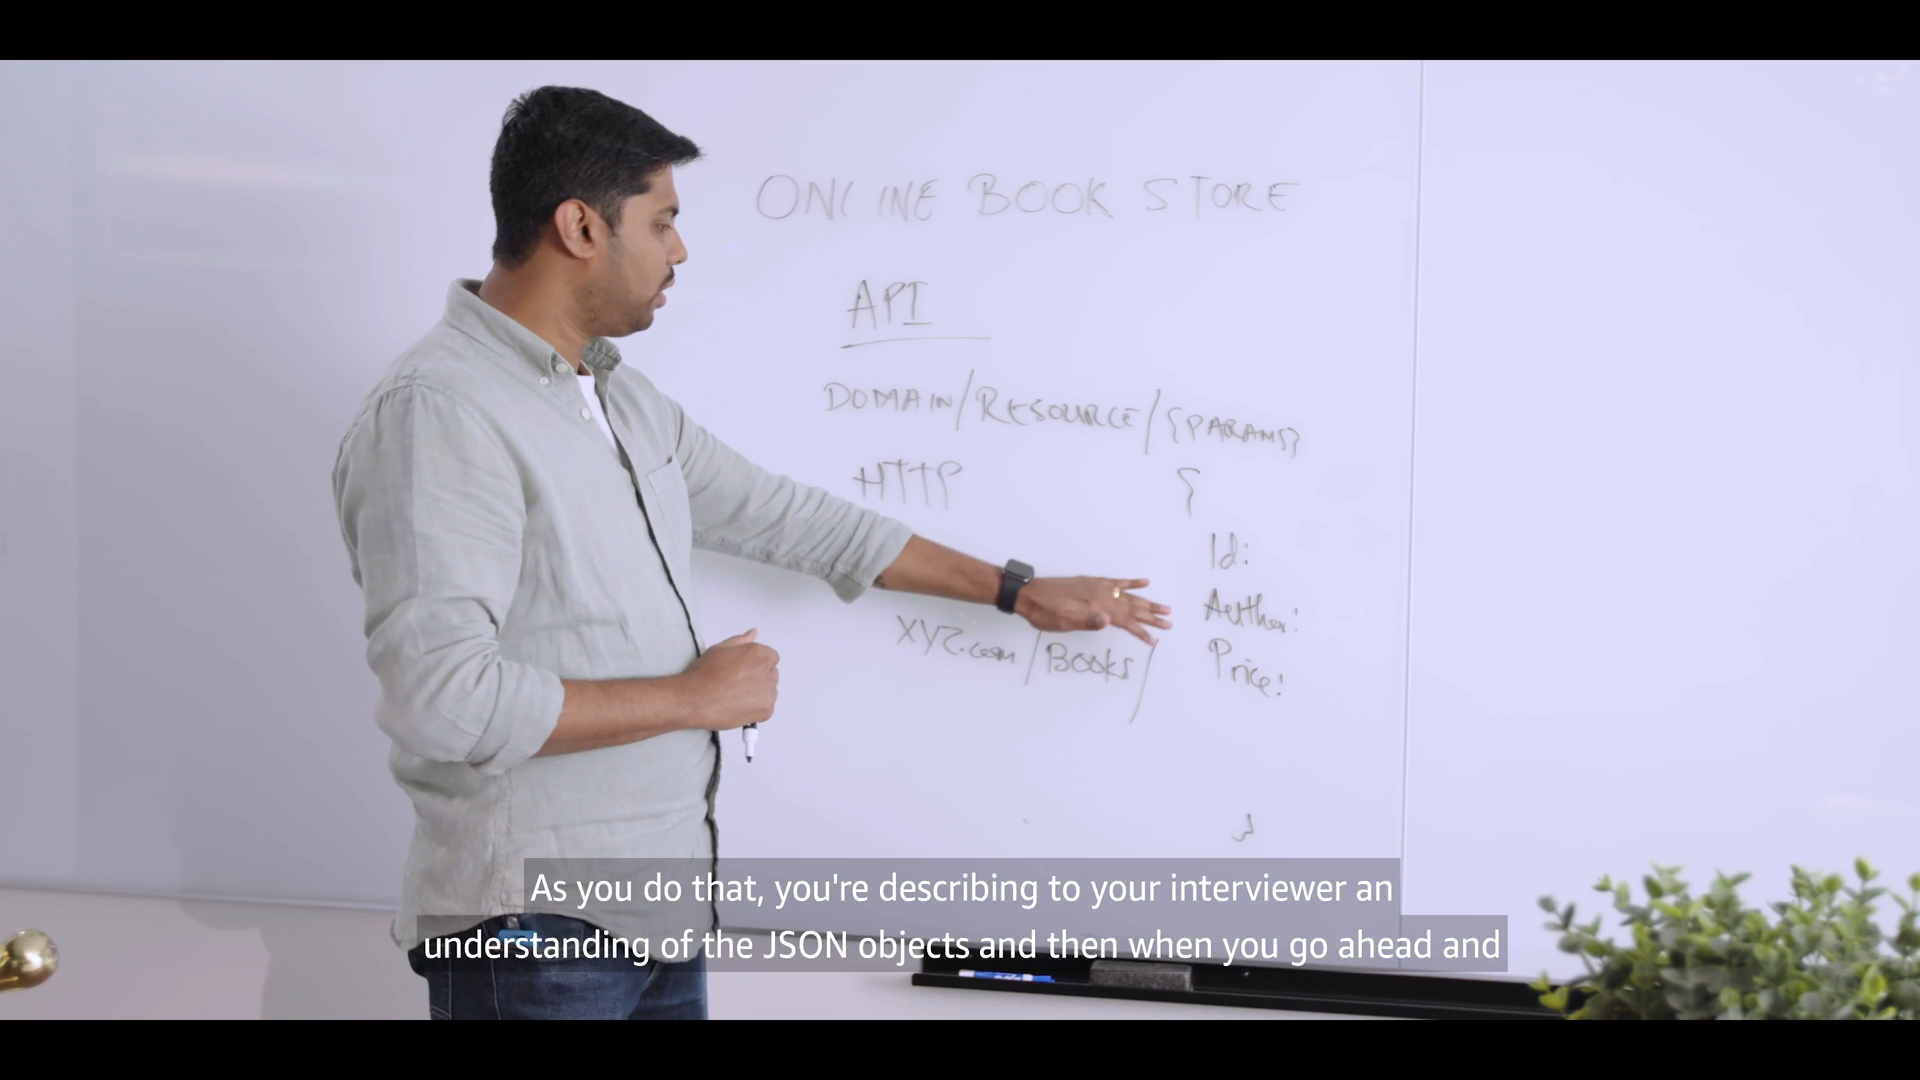 ONLINE BOOK STORE
API
DOMAIN/RESOURCE/{PARAMS}
HTTP
{
Id:
Author:
XYZ.com/Books/
Price:
}
As you do that, you're describing to your interviewer an
understanding of the JSON objects and then when you go ahead and